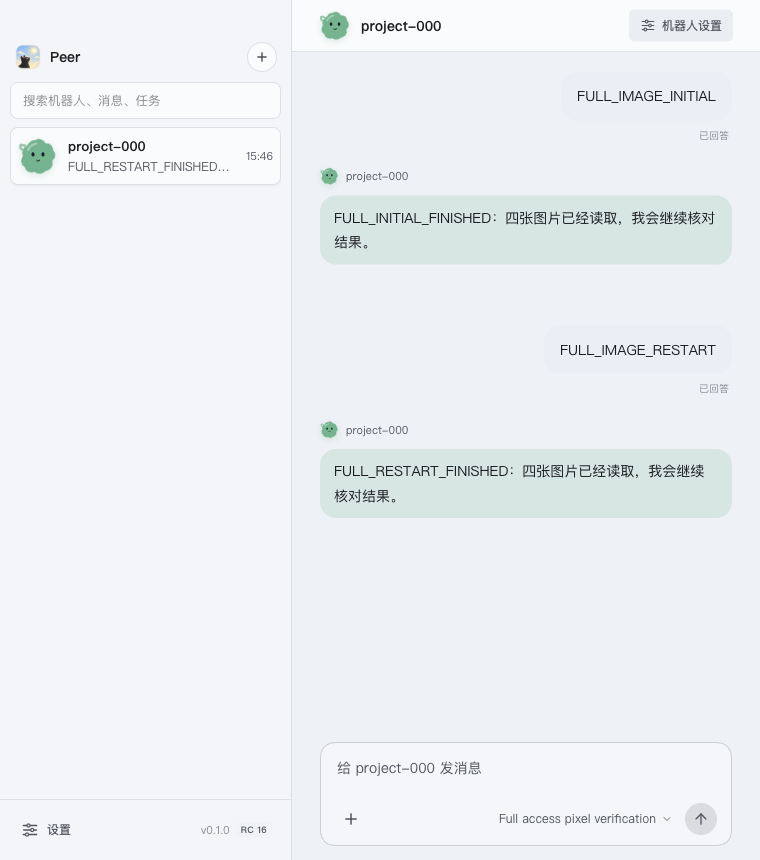 Peer
搜索机器人、消息、任务
project-000
15:46
FULL_RESTART_FINISHED...
设置
v0.1.0
RC 16
project-000
机器人设置
FULL_IMAGE_INITIAL
已回答
project-000
FULL_INITIAL_FINISHED：四张图片已经读取，我会继续核对
结果。
FULL_IMAGE_RESTART
已回答
project-000
FULL_RESTART_FINISHED：四张图片已经读取，我会继续
核对结果。
给 project-000 发消息
Full access pixel verification